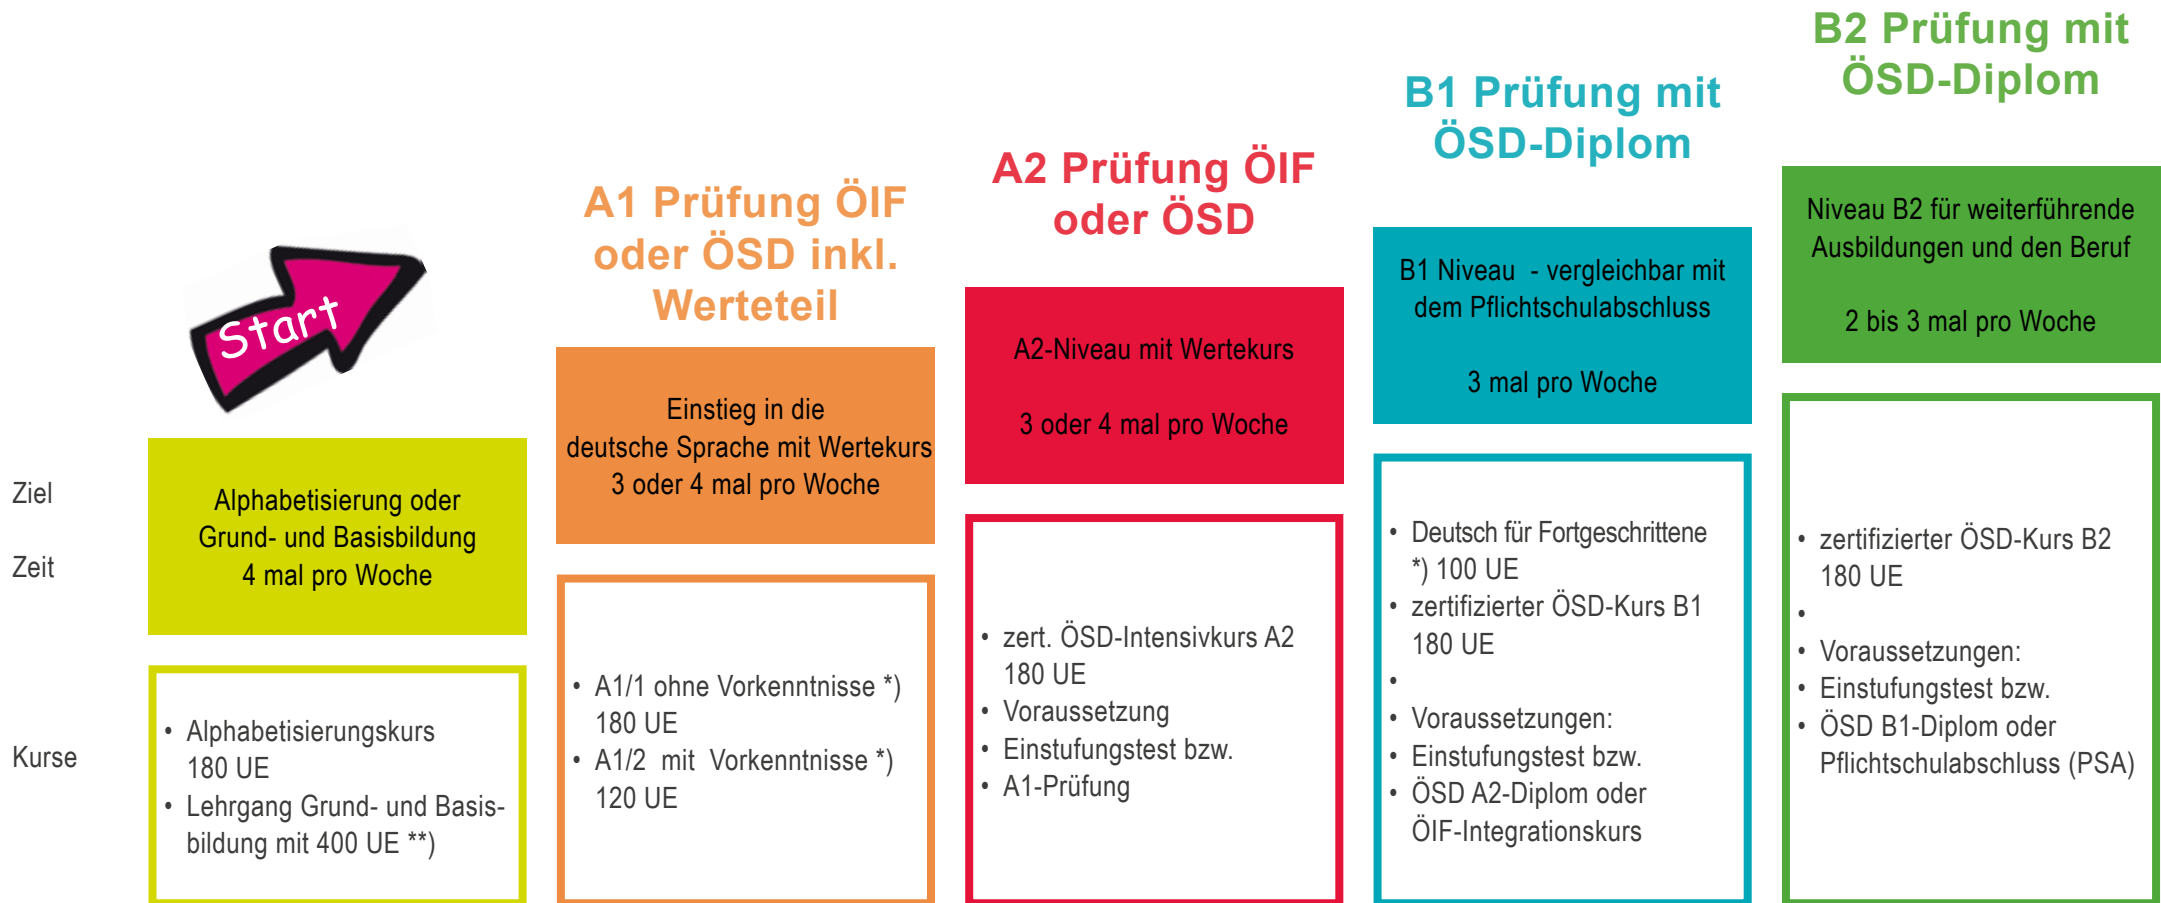 Start
Ziel
Zeit
Kurse
Alphabetisierung oder
Grund- und Basisbildung
4 mal pro Woche
• Alphabetisierungskurs
180 UE
• Lehrgang Grund- und Basis-
bildung mit 400 UE **)
A1 Prüfung ÖIF
oder ÖSD inkl.
Werteteil
Einstieg in die
deutsche Sprache mit Wertekurs
3 oder 4 mal pro Woche
• A1/1 ohne Vorkenntnisse *)
180 UE
• A1/2 mit Vorkenntnisse *)
120 UE
A2 Prüfung ÖIF
oder ÖSD
A2-Niveau mit Wertekurs
3 oder 4 mal pro Woche
• zert. ÖSD-Intensivkurs A2
180 UE
• Voraussetzung
• Einstufungstest bzw.
• A1-Prüfung
B1 Prüfung mit
ÖSD-Diplom
B1 Niveau - vergleichbar mit
dem Pflichtschulabschluss
3 mal pro Woche
• Deutsch für Fortgeschrittene
*) 100 UE
• zertifizierter ÖSD-Kurs B1
180 UE
•
• Voraussetzungen:
• Einstufungstest bzw.
• ÖSD A2-Diplom oder
ÖIF-Integrationskurs
B2 Prüfung mit
ÖSD-Diplom
Niveau B2 für weiterführende
Ausbildungen und den Beruf
2 bis 3 mal pro Woche
• zertifizierter ÖSD-Kurs B2
180 UE
•
• Voraussetzungen:
• Einstufungstest bzw.
• ÖSD B1-Diplom oder
Pflichtschulabschluss (PSA)